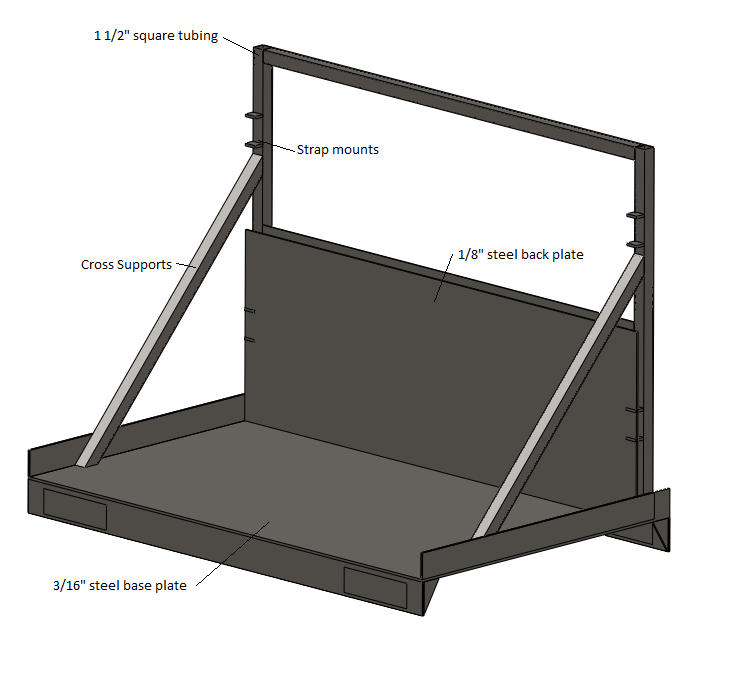 1 1/2" square tubing
Strap mounts
1/8" steel back plate
Cross Supports
3/16" steel base plate